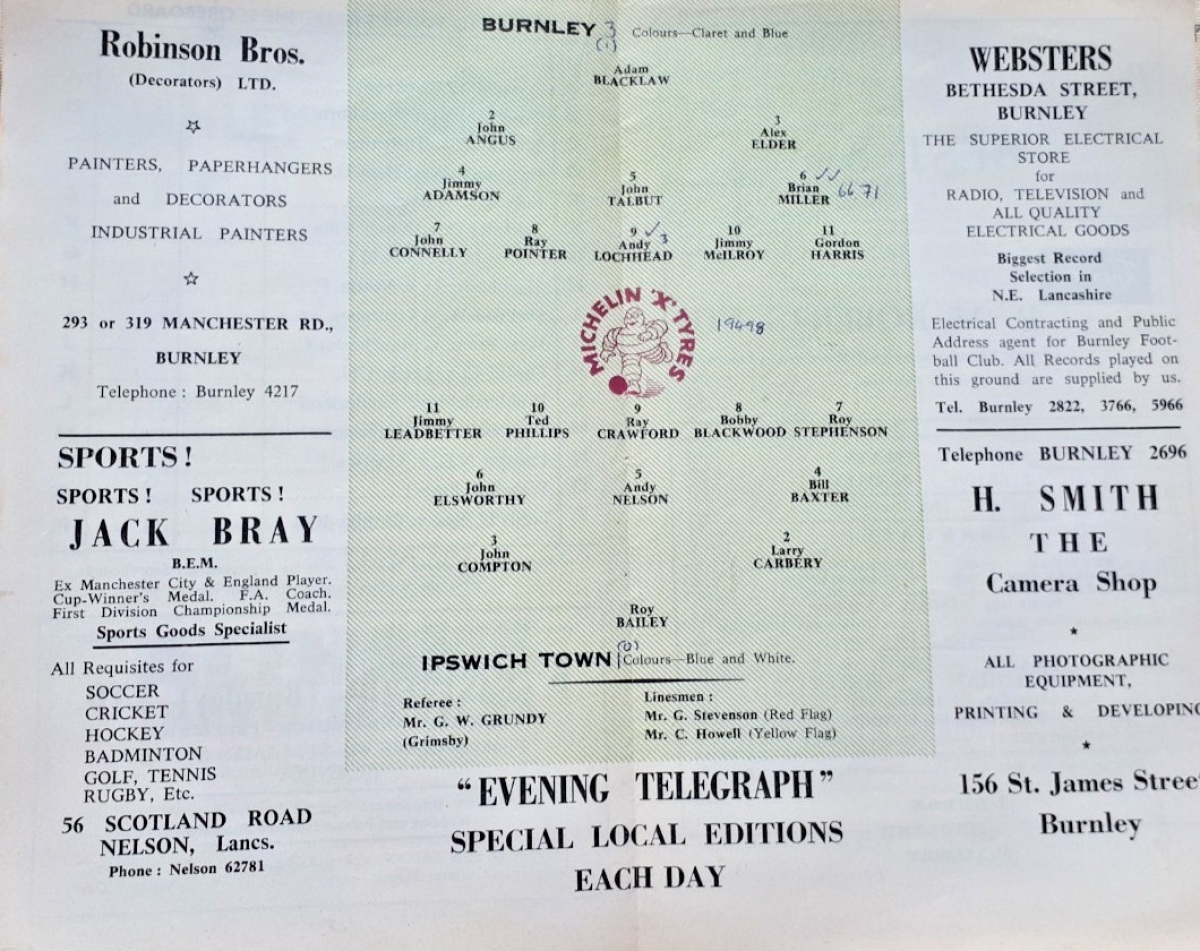 Robinson Bros.
(Decorators) LTD.
PAINTERS, PAPERHANGERS
and DECORATORS
INDUSTRIAL PAINTERS
293 or 319 MANCHESTER RD.,
BURNLEY
Telephone : Burnley 4217
SPORTS!
SPORTS! SPORTS!
JACK BRAY
B.E.M.
Ex Manchester City & England Player.
Cup-Winner's Medal. F.A. Coach.
First Division Championship Medal.
Sports Goods Specialist
All Requisites for
SOCCER
CRICKET
HOCKEY
BADMINTON
GOLF, TENNIS
RUGBY, Etc.
56 SCOTLAND ROAD
NELSON, Lancs.
Phone : Nelson 62781
BURNLEY 3 Colours—Claret and Blue
(1)
Adam
BLACKLAW
2 3
John Alex
ANGUS ELDER
4 5 6
Jimmy John Brian
ADAMSON TALBUT MILLER 66.71
7 8 9 10 11
John Ray Andy 3 Jimmy Gordon
CONNELLY POINTER LOCHHEAD McILROY HARRIS
MICHELIN 'X' TYRES
19498
11 10 9 8 7
Jimmy Ted Ray Bobby Roy
LEADBETTER PHILLIPS CRAWFORD BLACKWOOD STEPHENSON
6 5 4
John Andy Bill
ELSWORTHY NELSON BAXTER
3 2
John Larry
COMPTON CARBERY
Roy
BAILEY
(0)
IPSWICH TOWN Colours—Blue and White.
Referee : Linesmen :
Mr. G. W. GRUNDY Mr. G. Stevenson (Red Flag)
(Grimsby) Mr. C. Howell (Yellow Flag)
"EVENING TELEGRAPH"
SPECIAL LOCAL EDITIONS
EACH DAY
WEBSTERS
BETHESDA STREET,
BURNLEY
THE SUPERIOR ELECTRICAL
STORE
for
RADIO, TELEVISION and
ALL QUALITY
ELECTRICAL GOODS
Biggest Record
Selection in
N.E. Lancashire
Electrical Contracting and Public
Address agent for Burnley Foot-
ball Club. All Records played on
this ground are supplied by us.
Tel. Burnley 2822, 3766, 5966
Telephone BURNLEY 2696
H. SMITH
THE
Camera Shop
ALL PHOTOGRAPHIC
EQUIPMENT,
PRINTING & DEVELOPING
156 St. James Stree
Burnley